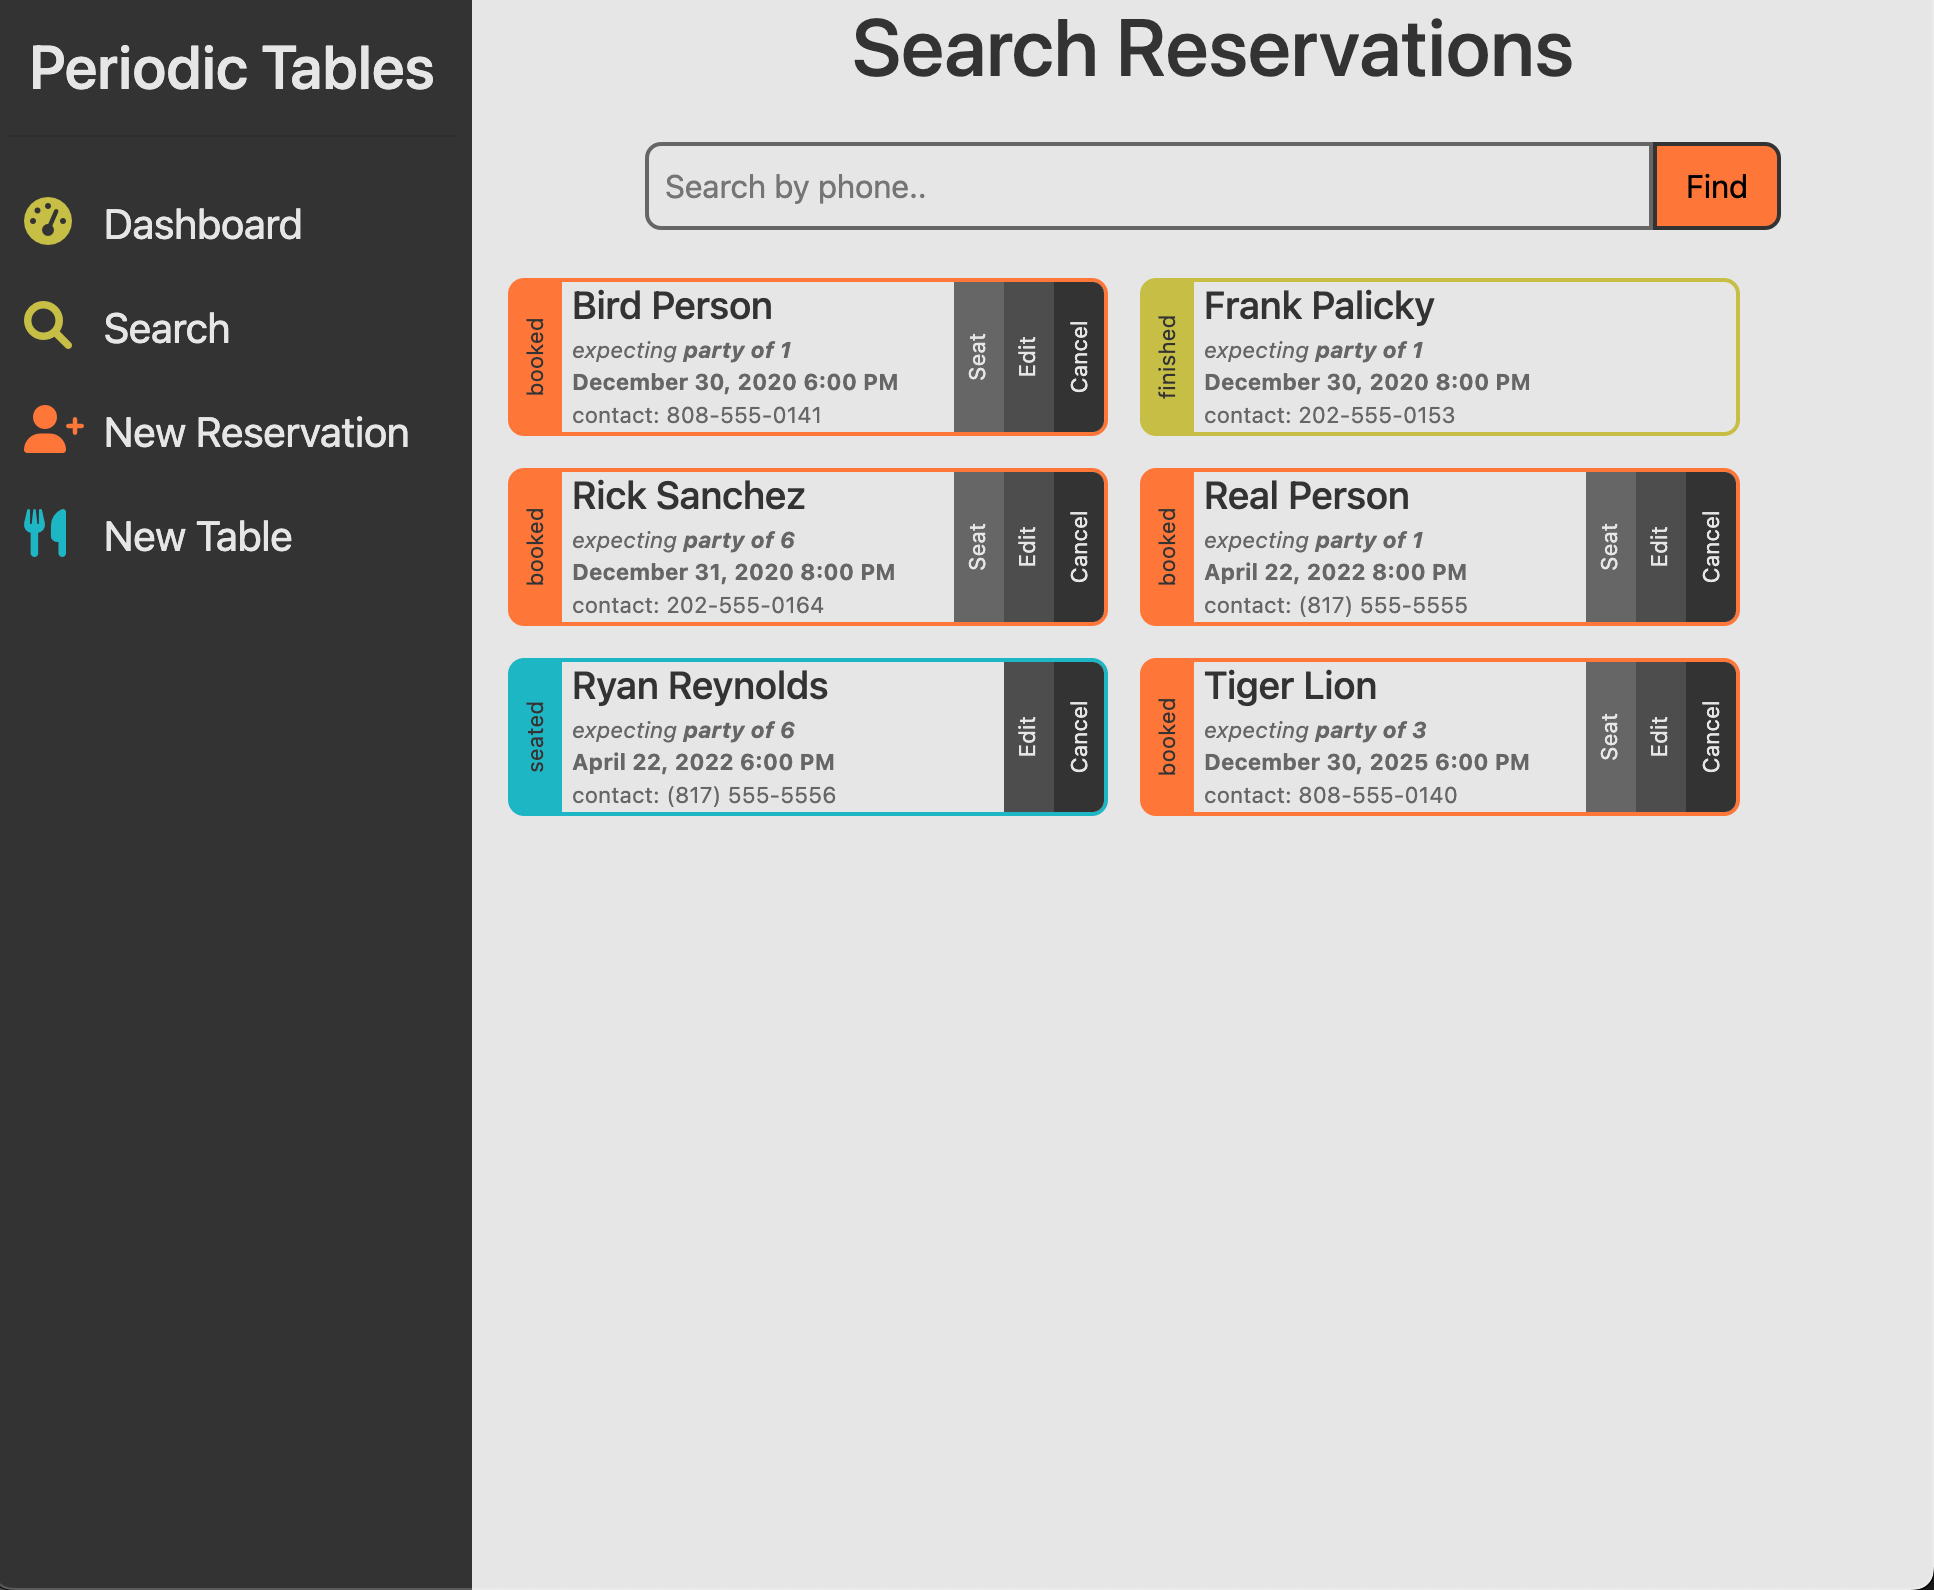 Periodic Tables
Dashboard
Search
New Reservation
New Table
Search Reservations
Search by phone..
Find
booked
Bird Person
expecting party of 1
December 30, 2020 6:00 PM
contact: 808-555-0141
Seat
Edit
Cancel
finished
Frank Palicky
expecting party of 1
December 30, 2020 8:00 PM
contact: 202-555-0153
booked
Rick Sanchez
expecting party of 6
December 31, 2020 8:00 PM
contact: 202-555-0164
Seat
Edit
Cancel
booked
Real Person
expecting party of 1
April 22, 2022 8:00 PM
contact: (817) 555-5555
Seat
Edit
Cancel
seated
Ryan Reynolds
expecting party of 6
April 22, 2022 6:00 PM
contact: (817) 555-5556
Edit
Cancel
booked
Tiger Lion
expecting party of 3
December 30, 2025 6:00 PM
contact: 808-555-0140
Seat
Edit
Cancel